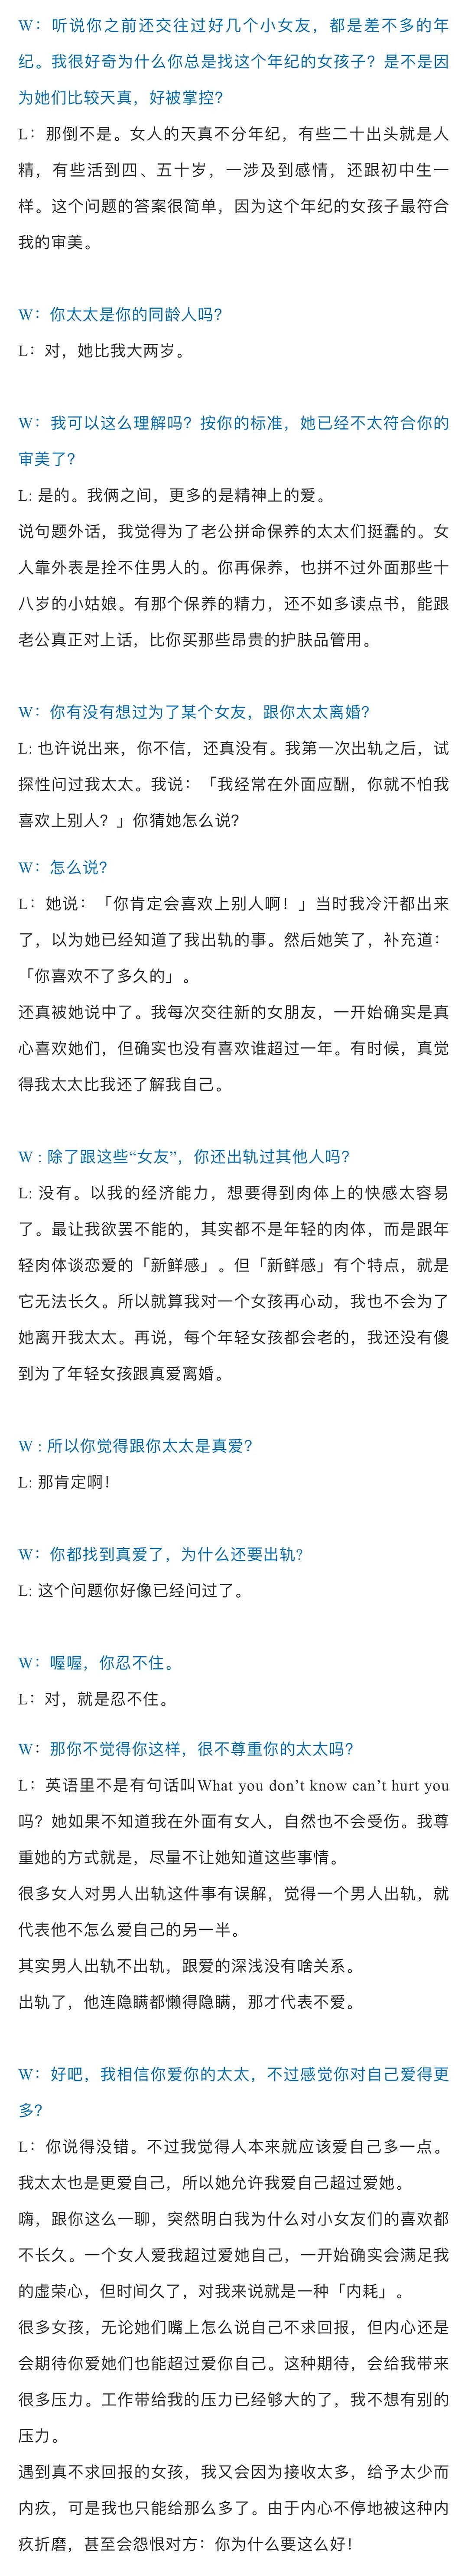 W：听说你之前还交往过好几个小女友，都是差不多的年
纪。我很好奇为什么你总是找这个年纪的女孩子？是不是因
为她们比较天真，好被掌控？
L：那倒不是。女人的天真不分年纪，有些二十出头就是人
精，有些活到四、五十岁，一涉及到感情，还跟初中生一
样。这个问题的答案很简单，因为这个年纪的女孩子最符合
我的审美。
W：你太太是你的同龄人吗？
L：对，她比我大两岁。
W：我可以这么理解吗？按你的标准，她已经不太符合你的
审美了？
L: 是的。我俩之间，更多的是精神上的爱。
说句题外话，我觉得为了老公拼命保养的太太们挺蠢的。女
人靠外表是拴不住男人的。你再保养，也拼不过外面那些十
八岁的小姑娘。有那个保养的精力，还不如多读点书，能跟
老公真正对上话，比你买那些昂贵的护肤品管用。
W：你有没有想过为了某个女友，跟你太太离婚？
L: 也许说出来，你不信，还真没有。我第一次出轨之后，试
探性问过我太太。我说：「我经常在外面应酬，你就不怕我
喜欢上别人？」你猜她怎么说？
W：怎么说？
L：她说：「你肯定会喜欢上别人啊！」当时我冷汗都出来
了，以为她已经知道了我出轨的事。然后她笑了，补充道：
「你喜欢不了多久的」。
还真被她说中了。我每次交往新的女朋友，一开始确实是真
心喜欢她们，但确实也没有喜欢谁超过一年。有时候，真觉
得我太太比我还了解我自己。
W : 除了跟这些“女友”，你还出轨过其他人吗？
L: 没有。以我的经济能力，想要得到肉体上的快感太容易
了。最让我欲罢不能的，其实都不是年轻的肉体，而是跟年
轻肉体谈恋爱的「新鲜感」。但「新鲜感」有个特点，就是
它无法长久。所以就算我对一个女孩再心动，我也不会为了
她离开我太太。再说，每个年轻女孩都会老的，我还没有傻
到为了年轻女孩跟真爱离婚。
W : 所以你觉得跟你太太是真爱？
L: 那肯定啊！
W：你都找到真爱了，为什么还要出轨?
L: 这个问题你好像已经问过了。
W：喔喔，你忍不住。
L：对，就是忍不住。
W：那你不觉得你这样，很不尊重你的太太吗？
L：英语里不是有句话叫What you don’t know can’t hurt you
吗？她如果不知道我在外面有女人，自然也不会受伤。我尊
重她的方式就是，尽量不让她知道这些事情。
很多女人对男人出轨这件事有误解，觉得一个男人出轨，就
代表他不怎么爱自己的另一半。
其实男人出轨不出轨，跟爱的深浅没有啥关系。
出轨了，他连隐瞒都懒得隐瞒，那才代表不爱。
W：好吧，我相信你爱你的太太，不过感觉你对自己爱得更
多？
L：你说得没错。不过我觉得人本来就应该爱自己多一点。
我太太也是更爱自己，所以她允许我爱自己超过爱她。
嗨，跟你这么一聊，突然明白我为什么对小女友们的喜欢都
不长久。一个女人爱我超过爱她自己，一开始确实会满足我
的虚荣心，但时间久了，对我来说就是一种「内耗」。
很多女孩，无论她们嘴上怎么说自己不求回报，但内心还是
会期待你爱她们也能超过爱你自己。这种期待，会给我带来
很多压力。工作带给我的压力已经够大的了，我不想有别的
压力。
遇到真不求回报的女孩，我又会因为接收太多，给予太少而
内疚，可是我也只能给那么多了。由于内心不停地被这种内
疚折磨，甚至会怨恨对方：你为什么要这么好！